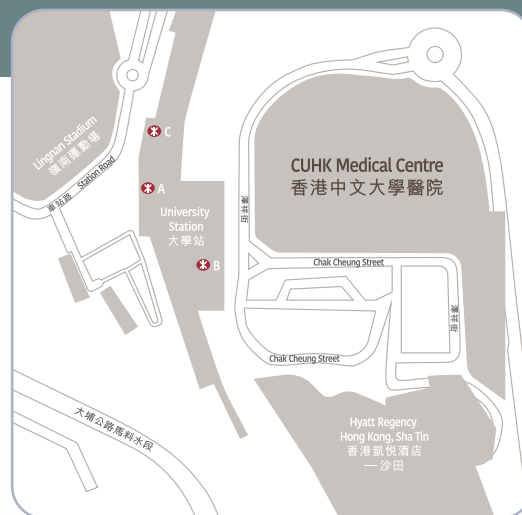 Lingnan Stadium
嶺南運動場
C
Station Road
車站路
A
University
Station
大學站
B
澤祥街
CUHK Medical Centre
香港中文大學醫院
Chak Cheung Street
澤祥街
Chak Cheung Street
大埔公路馬料水段
Hyatt Regency
Hong Kong, Sha Tin
香港凱悦酒店
—沙田